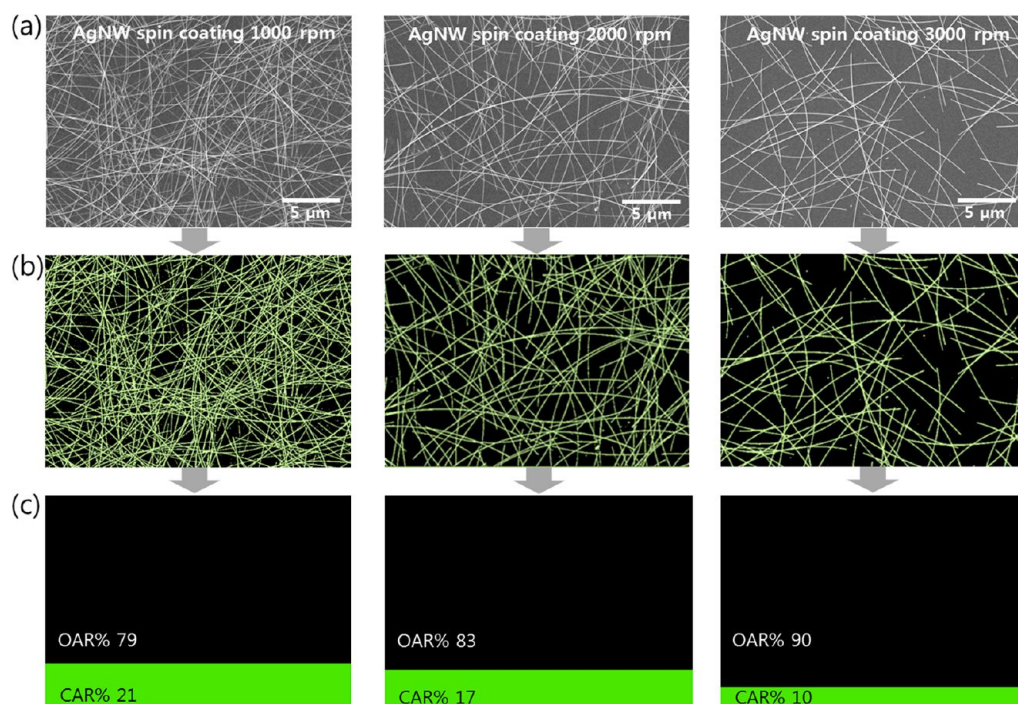 (a)
AgNW spin coating 1000 rpm
AgNW spin coating 2000 rpm
AgNW spin coating 3000 rpm
5 µm
5 µm
5 µm
(b)
(c)
OAR% 79
OAR% 83
OAR% 90
CAR% 21
CAR% 17
CAR% 10